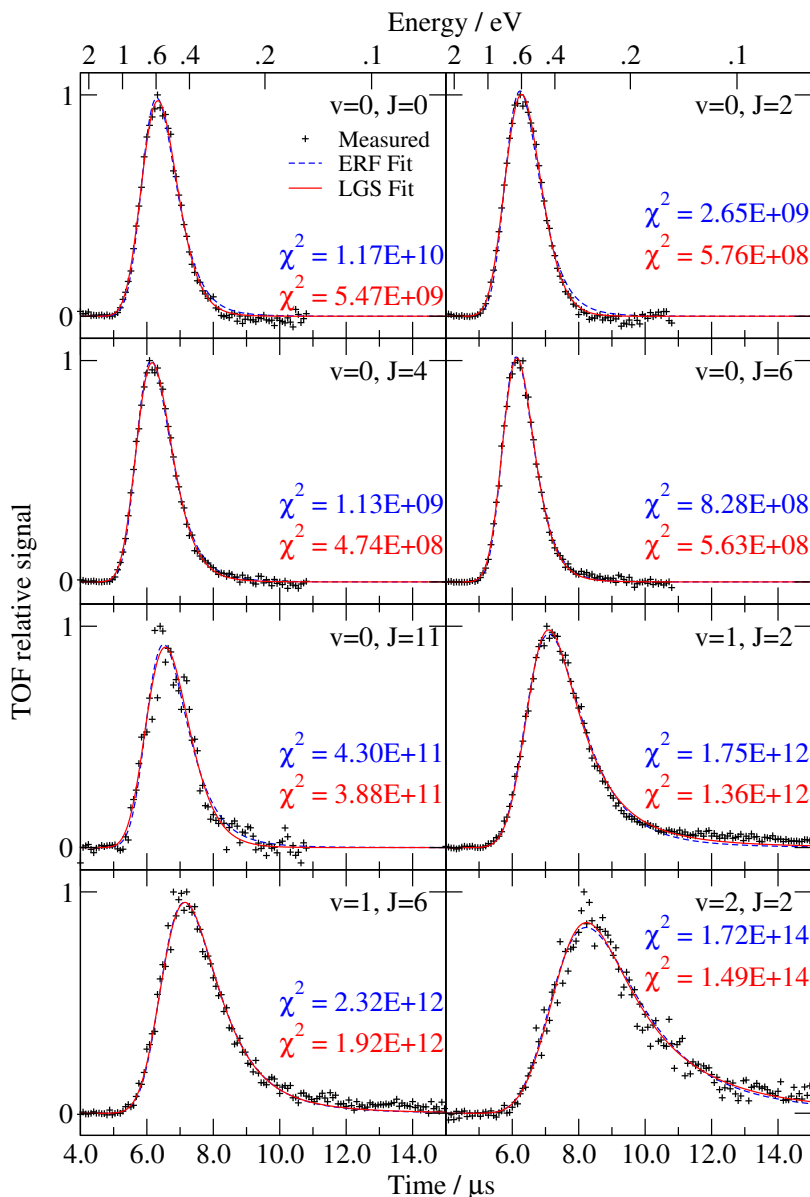 Energy / eV
2 1 .6 .4 .2 .1 2 1 .6 .4 .2 .1
1
v=0, J=0
Measured
ERF Fit
LGS Fit
χ² = 1.17E+10
χ² = 5.47E+09
0
v=0, J=2
χ² = 2.65E+09
χ² = 5.76E+08
1
v=0, J=4
χ² = 1.13E+09
χ² = 4.74E+08
0
v=0, J=6
χ² = 8.28E+08
χ² = 5.63E+08
TOF relative signal
1
v=0, J=11
χ² = 4.30E+11
χ² = 3.88E+11
0
v=1, J=2
χ² = 1.75E+12
χ² = 1.36E+12
1
v=1, J=6
χ² = 2.32E+12
χ² = 1.92E+12
0
v=2, J=2
χ² = 1.72E+14
χ² = 1.49E+14
4.0 6.0 8.0 10.0 12.0 14.0 6.0 8.0 10.0 12.0 14.0
Time / μs